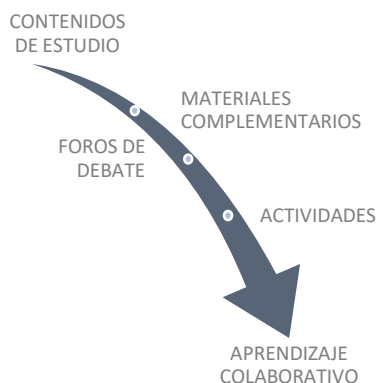 CONTENIDOS
DE ESTUDIO
MATERIALES
COMPLEMENTARIOS
FOROS DE
DEBATE
ACTIVIDADES
APRENDIZAJE
COLABORATIVO